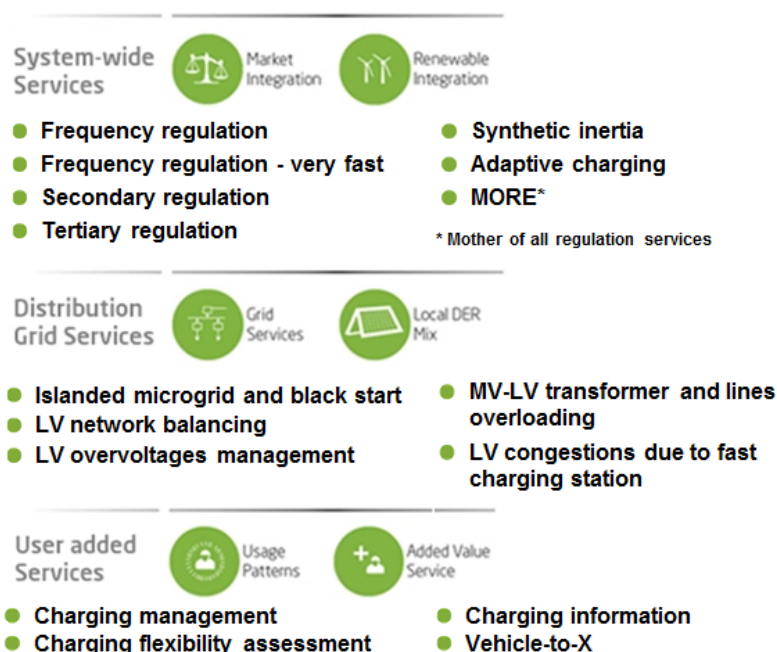 System-wide
Services
Market
Integration
Renewable
Integration
Frequency regulation
Frequency regulation - very fast
Secondary regulation
Tertiary regulation
Synthetic inertia
Adaptive charging
MORE*
* Mother of all regulation services
Distribution
Grid Services
Grid
Services
Local DER
Mix
Islanded microgrid and black start
LV network balancing
LV overvoltages management
MV-LV transformer and lines
overloading
LV congestions due to fast
charging station
User added
Services
Usage
Patterns
Added Value
Service
Charging management
Charging flexibility assessment
Charging information
Vehicle-to-X